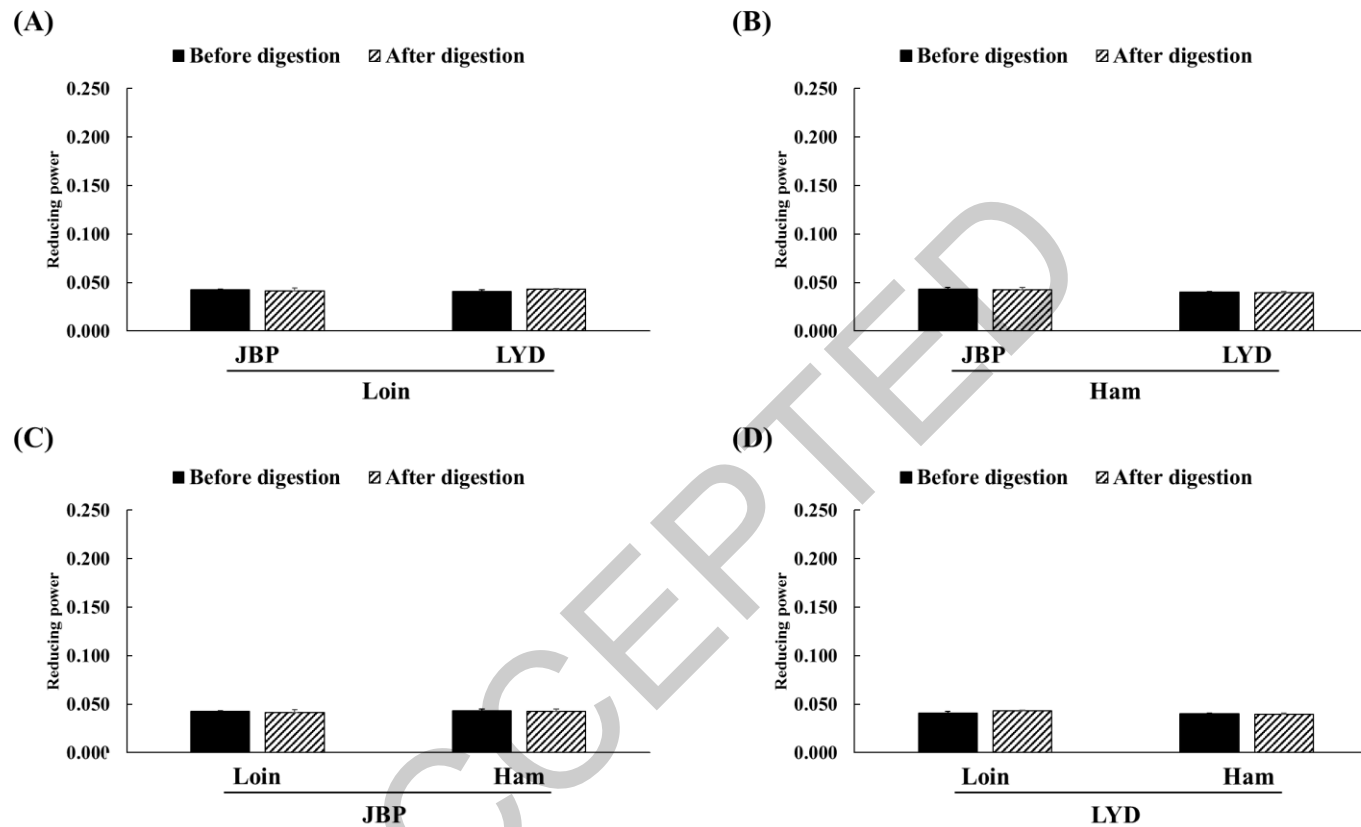 (A)
■ Before digestion ▨ After digestion
Reducing power
0.250
0.200
0.150
0.100
0.050
0.000
JBP LYD
Loin
(B)
■ Before digestion ▨ After digestion
Reducing power
0.250
0.200
0.150
0.100
0.050
0.000
JBP LYD
Ham
(C)
■ Before digestion ▨ After digestion
Reducing power
0.250
0.200
0.150
0.100
0.050
0.000
Loin Ham
JBP
(D)
■ Before digestion ▨ After digestion
Reducing power
0.250
0.200
0.150
0.100
0.050
0.000
Loin Ham
LYD
CCEPTED